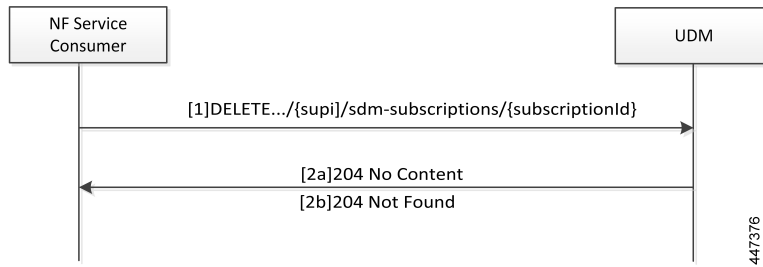 NF Service
Consumer
UDM
[1]DELETE.../{supi]/sdm-subscriptions/{subscriptionId}
[2a]204 No Content
[2b]204 Not Found
447376